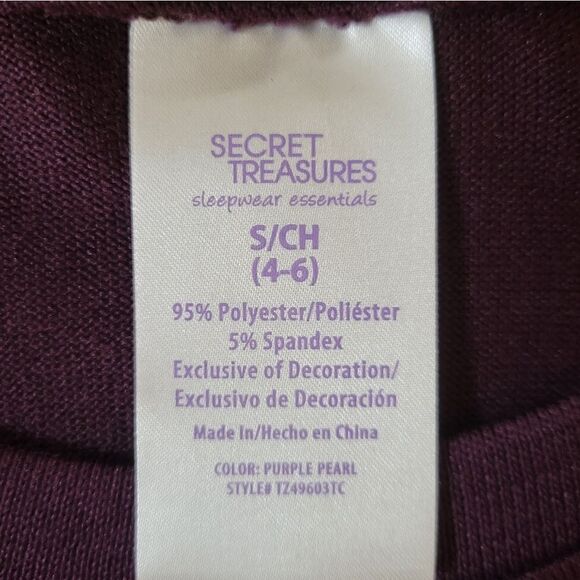 SECRET
TREASURES
sleepwear essentials
S/CH
(4-6)
95% Polyester/Poliéster
5% Spandex
Exclusive of Decoration/
Exclusivo de Decoración
Made In/Hecho en China
COLOR: PURPLE PEARL
STYLE# TZ49603TC